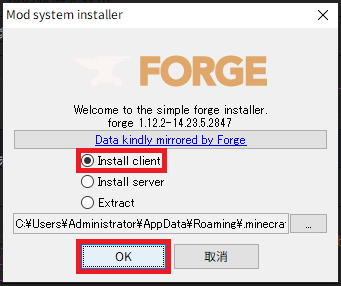 Mod system installer
FORGE
Welcome to the simple forge installer.
forge 1.12.2-14.23.5.2847
Data kindly mirrored by Forge
Install client
Install server
Extract
C:¥Users¥Administrator¥AppData¥Roaming¥.minecra
...
OK
取消